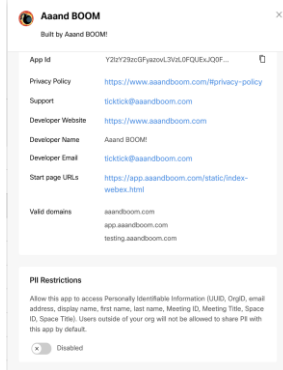 Aaand BOOM
Built by Aaand BOOM!
App Id Y2lzY29zcGFyazovL3VzL0FQUExJQ0F...
Privacy Policy https://www.aaandboom.com/#privacy-policy
Support ticktick@aaandboom.com
Developer Website https://www.aaandboom.com
Developer Name Aaand BOOM!
Developer Email ticktick@aaandboom.com
Start page URLs https://app.aaandboom.com/static/index-
webex.html
Valid domains aaandboom.com
app.aaandboom.com
testing.aaandboom.com
PII Restrictions
Allow this app to access Personally Identifiable Information (UUID, OrgID, email
address, display name, first name, last name, Meeting ID, Meeting Title, Space
ID, Space Title). Users outside of your org will not be allowed to share PII with
this app by default.
Disabled